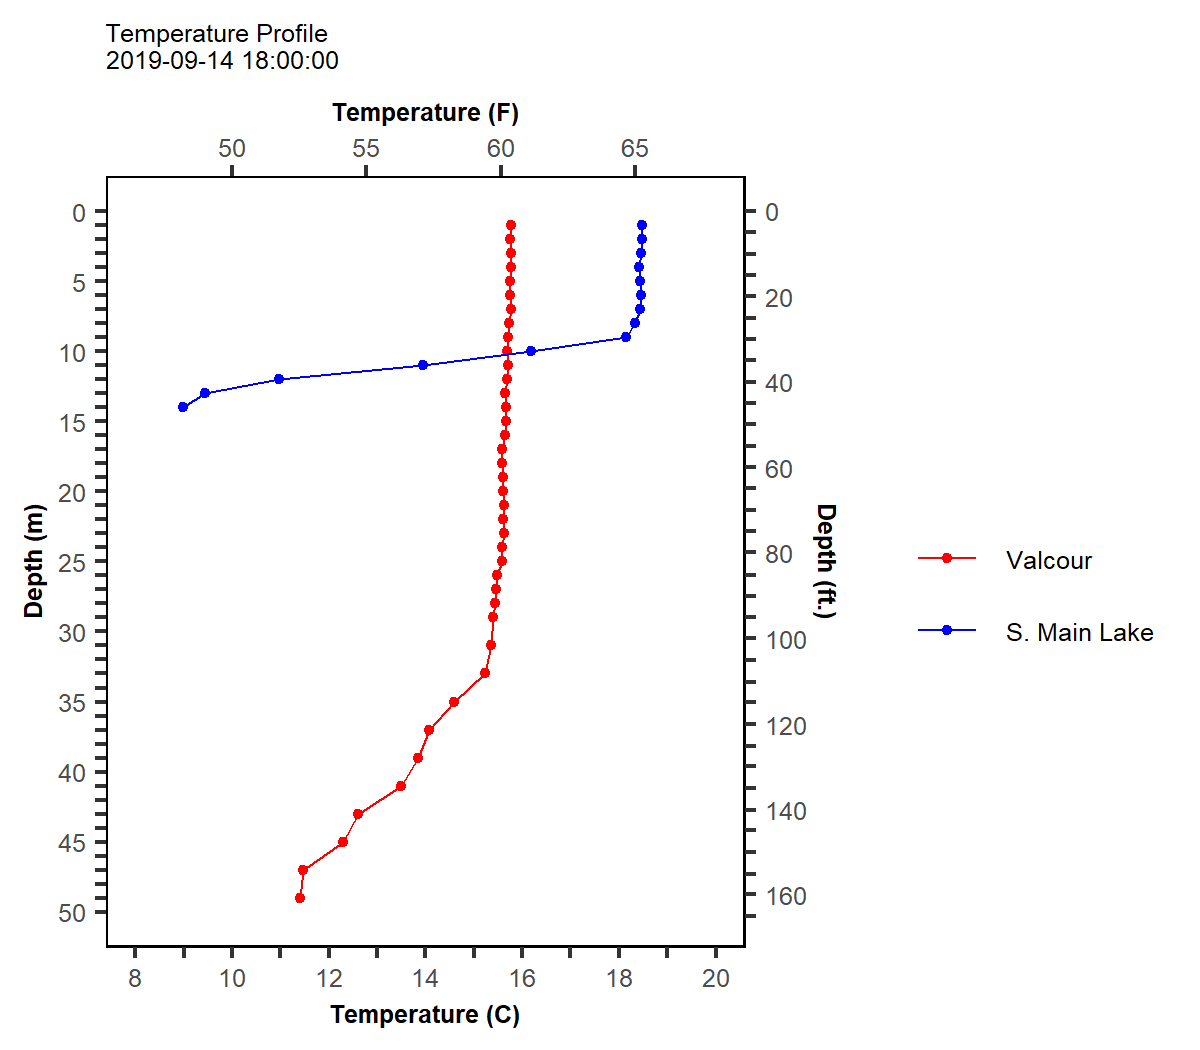 Temperature Profile
2019-09-14 18:00:00
Temperature (F)
50 55 60 65
0 0
5
20
10
40
15
60
20
Depth (m)
Depth (ft.)
80
25
Valcour
30
100
S. Main Lake
35
120
40
140
45
160
50
8 10 12 14 16 18 20
Temperature (C)